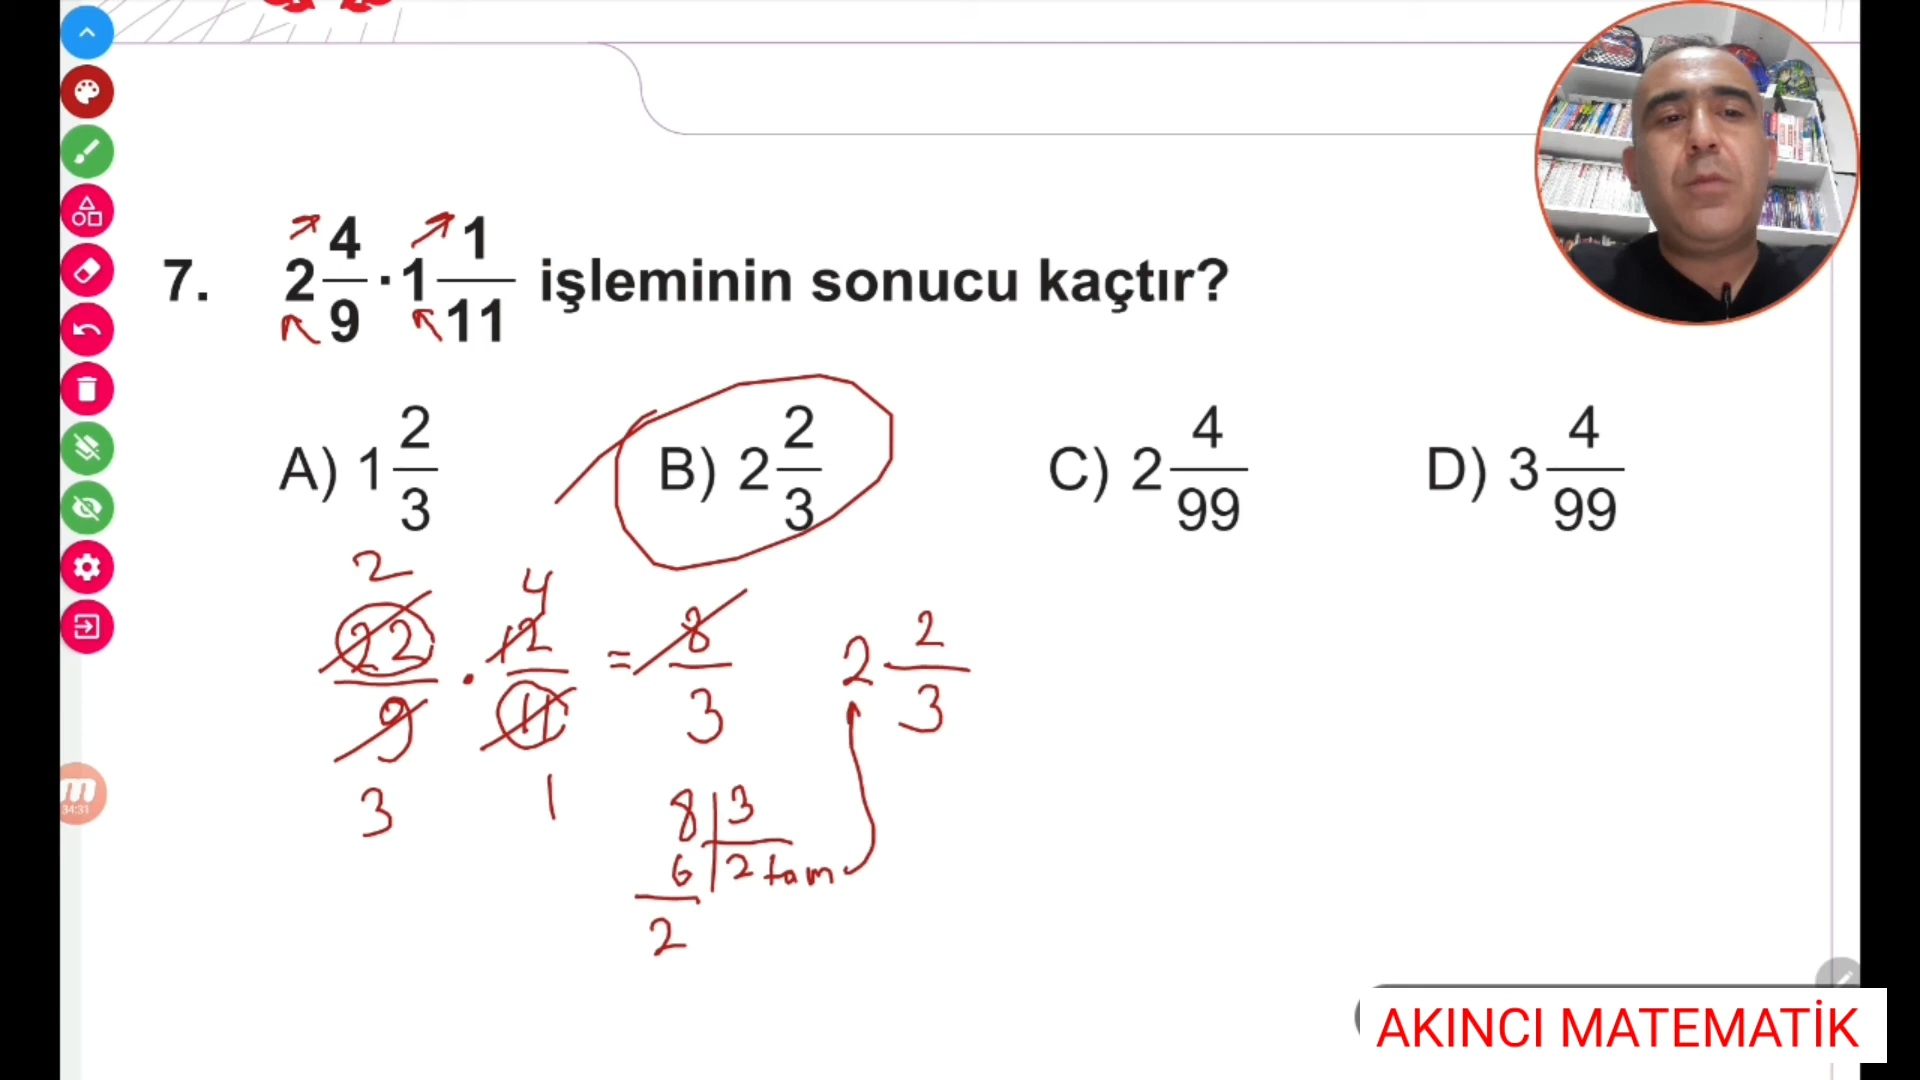 7. 2 4/9 · 1 1/11 işleminin sonucu kaçtır?
A) 1 2/3 B) 2 2/3 C) 2 4/99 D) 3 4/99
2 4
22/9 · 12/11 = 8/3 2 2/3
3 1
8 3
6 2 tam
2
34:31
AKINCI MATEMATİK